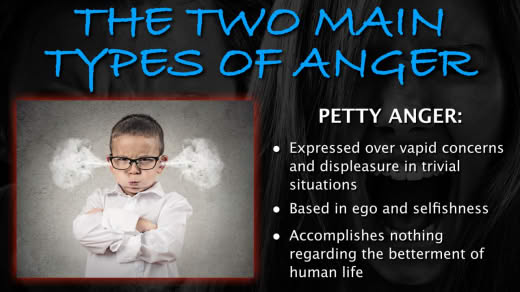 THE TWO MAIN
TYPES OF ANGER
PETTY ANGER:
• Expressed over vapid concerns
and displeasure in trivial
situations
• Based in ego and selfishness
• Accomplishes nothing
regarding the betterment of
human life